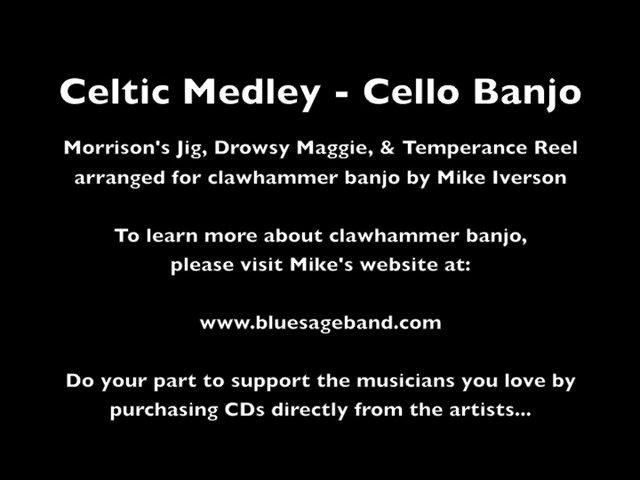 Celtic Medley - Cello Banjo
Morrison's Jig, Drowsy Maggie, & Temperance Reel
arranged for clawhammer banjo by Mike Iverson
To learn more about clawhammer banjo,
please visit Mike's website at:
www.bluesageband.com
Do your part to support the musicians you love by
purchasing CDs directly from the artists...